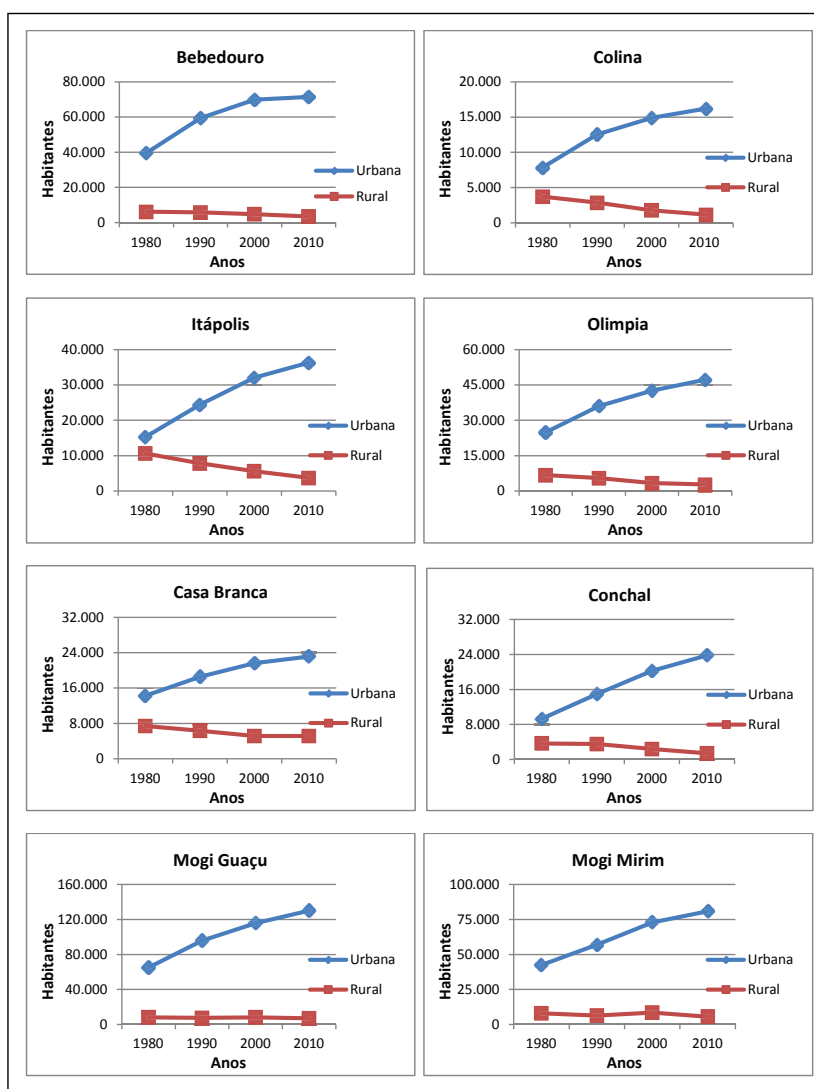 Bebedouro
80.000
60.000
40.000
20.000
0
Habitantes
1980 1990 2000 2010
Anos
Urbana
Rural
Colina
20.000
15.000
10.000
5.000
0
Habitantes
1980 1990 2000 2010
Anos
Urbana
Rural
Itápolis
40.000
30.000
20.000
10.000
0
Habitantes
1980 1990 2000 2010
Anos
Urbana
Rural
Olimpia
60.000
45.000
30.000
15.000
0
Habitantes
1980 1990 2000 2010
Anos
Urbana
Rural
Casa Branca
32.000
24.000
16.000
8.000
0
Habitantes
1980 1990 2000 2010
Anos
Urbana
Rural
Conchal
32.000
24.000
16.000
8.000
0
Habitantes
1980 1990 2000 2010
Anos
Urbana
Rural
Mogi Guaçu
160.000
120.000
80.000
40.000
0
Habitantes
1980 1990 2000 2010
Anos
Urbana
Rural
Mogi Mirim
100.000
75.000
50.000
25.000
0
Habitantes
1980 1990 2000 2010
Anos
Urbana
Rural